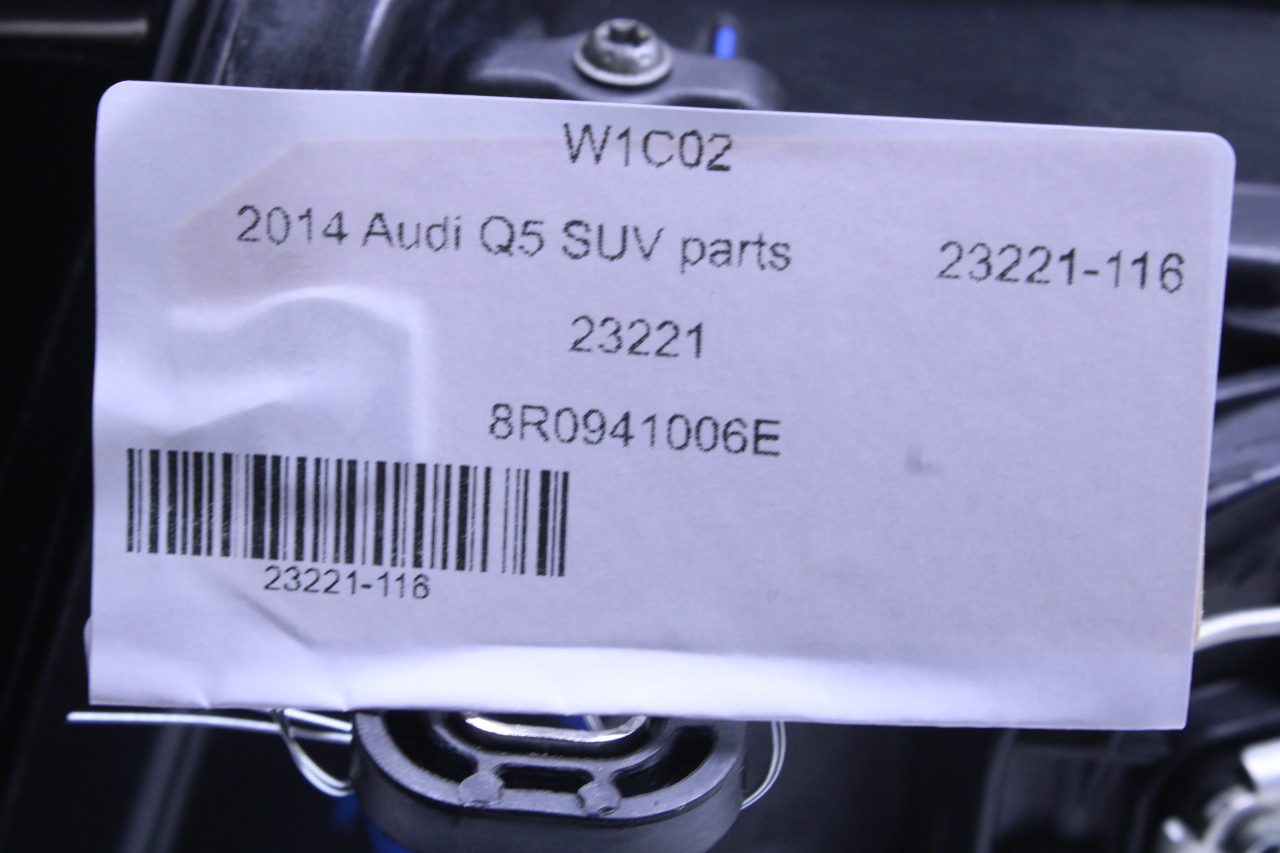 W1C02
2014 Audi Q5 SUV parts 23221-116
23221
8R0941006E
23221-116